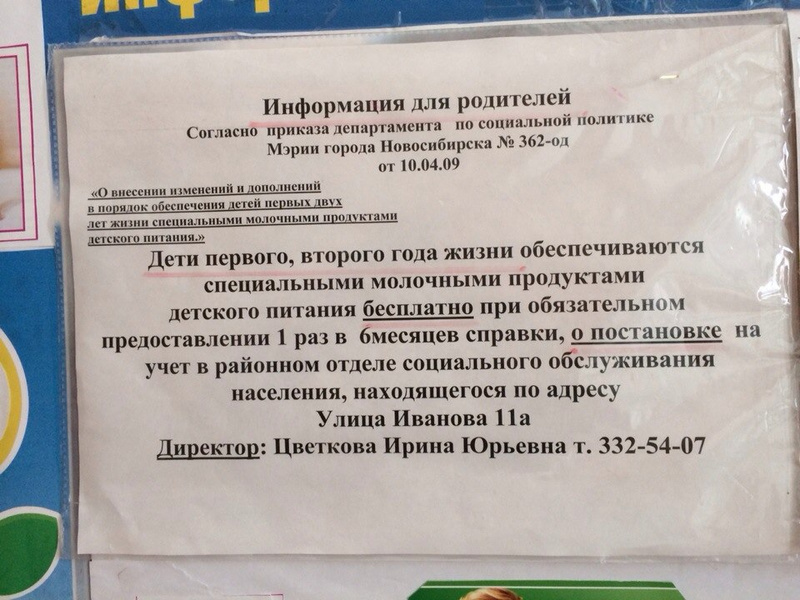 Информация для родителей
Согласно приказа департамента по социальной политике
Мэрии города Новосибирска № 362-од
от 10.04.09
«О внесении изменений и дополнений
в порядок обеспечения детей первых двух
лет жизни специальными молочными продуктами
детского питания.»
Дети первого, второго года жизни обеспечиваются
специальными молочными продуктами
детского питания бесплатно при обязательном
предоставлении 1 раз в 6месяцев справки, о постановке на
учет в районном отделе социального обслуживания
населения, находящегося по адресу
Улица Иванова 11а
Директор: Цветкова Ирина Юрьевна т. 332-54-07